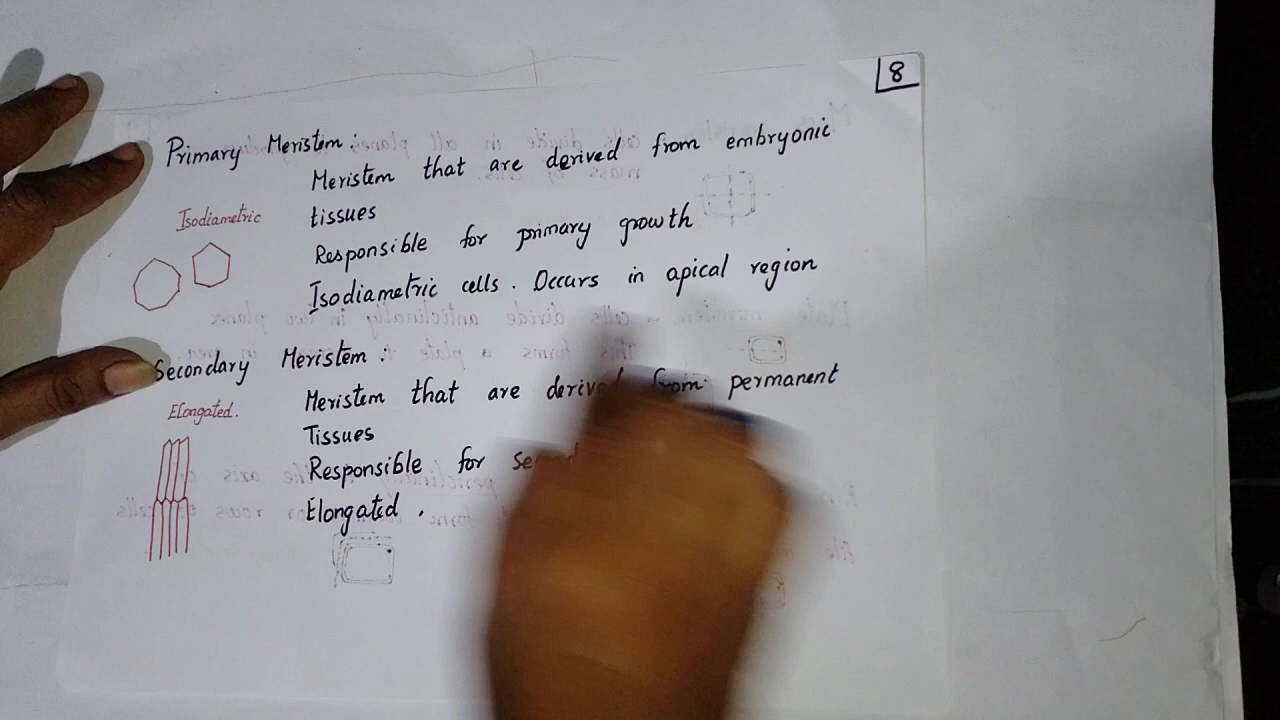 8
Primary Meristem :
Meristem that are derived from embryonic
Isodiametric
tissues
Responsible for primary growth
Isodiametric cells. Occurs in apical region
Secondary Meristem :
Meristem that are derived from permanent
Elongated.
Tissues
Responsible for
Elongated.